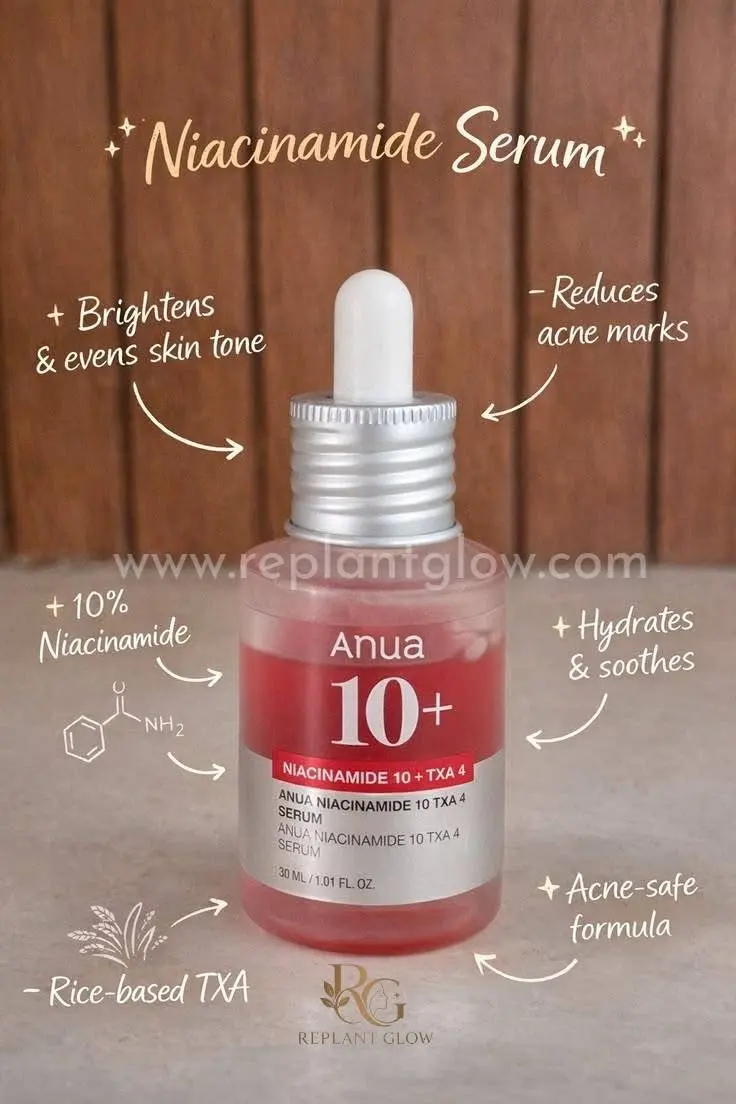 Niacinamide Serum
+ Brightens
& evens skin tone
- Reduces
acne marks
www.replantglow.com
+ 10%
Niacinamide
O
NH2
+ Hydrates
& soothes
Anua
10+
NIACINAMIDE 10 + TXA 4
ANUA NIACINAMIDE 10 TXA 4
SERUM
ANUA NIACINAMIDE 10 TXA 4
SERUM
30 ML / 1.01 FL. OZ.
+ Acne-safe
formula
- Rice-based TXA
RG
REPLANT GLOW